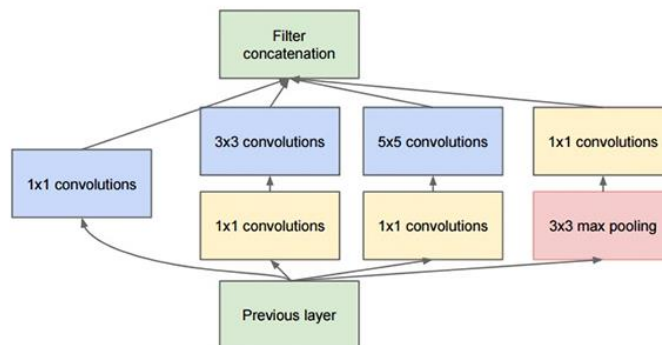 Filter
concatenation
3x3 convolutions
5x5 convolutions
1x1 convolutions
1x1 convolutions
1x1 convolutions
1x1 convolutions
3x3 max pooling
Previous layer